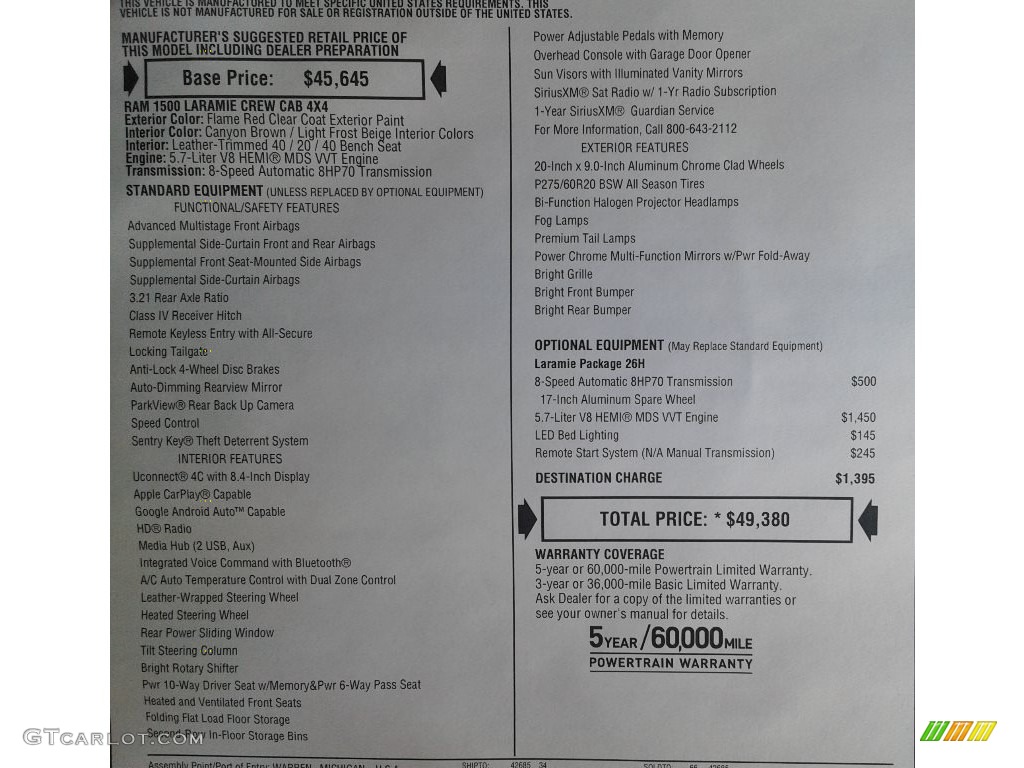 THIS VEHICLE IS MANUFACTURED TO MEET SPECIFIC UNITED STATES REQUIREMENTS. THIS
VEHICLE IS NOT MANUFACTURED FOR SALE OR REGISTRATION OUTSIDE OF THE UNITED STATES.
MANUFACTURER'S SUGGESTED RETAIL PRICE OF
THIS MODEL INCLUDING DEALER PREPARATION
Base Price: $45,645
RAM 1500 LARAMIE CREW CAB 4X4
Exterior Color: Flame Red Clear Coat Exterior Paint
Interior Color: Canyon Brown / Light Frost Beige Interior Colors
Interior: Leather-Trimmed 40 / 20 / 40 Bench Seat
Engine: 5.7-Liter V8 HEMI® MDS VVT Engine
Transmission: 8-Speed Automatic 8HP70 Transmission
STANDARD EQUIPMENT (UNLESS REPLACED BY OPTIONAL EQUIPMENT)
FUNCTIONAL/SAFETY FEATURES
Advanced Multistage Front Airbags
Supplemental Side-Curtain Front and Rear Airbags
Supplemental Front Seat-Mounted Side Airbags
Supplemental Side-Curtain Airbags
3.21 Rear Axle Ratio
Class IV Receiver Hitch
Remote Keyless Entry with All-Secure
Locking Tailgate
Anti-Lock 4-Wheel Disc Brakes
Auto-Dimming Rearview Mirror
ParkView® Rear Back Up Camera
Speed Control
Sentry Key® Theft Deterrent System
INTERIOR FEATURES
Uconnect® 4C with 8.4-Inch Display
Apple CarPlay® Capable
Google Android Auto™ Capable
HD® Radio
Media Hub (2 USB, Aux)
Integrated Voice Command with Bluetooth®
A/C Auto Temperature Control with Dual Zone Control
Leather-Wrapped Steering Wheel
Heated Steering Wheel
Rear Power Sliding Window
Tilt Steering Column
Bright Rotary Shifter
Pwr 10-Way Driver Seat w/Memory&Pwr 6-Way Pass Seat
Heated and Ventilated Front Seats
Folding Flat Load Floor Storage
Second-Row In-Floor Storage Bins
Power Adjustable Pedals with Memory
Overhead Console with Garage Door Opener
Sun Visors with Illuminated Vanity Mirrors
SiriusXM® Sat Radio w/ 1-Yr Radio Subscription
1-Year SiriusXM® Guardian Service
For More Information, Call 800-643-2112
EXTERIOR FEATURES
20-Inch x 9.0-Inch Aluminum Chrome Clad Wheels
P275/60R20 BSW All Season Tires
Bi-Function Halogen Projector Headlamps
Fog Lamps
Premium Tail Lamps
Power Chrome Multi-Function Mirrors w/Pwr Fold-Away
Bright Grille
Bright Front Bumper
Bright Rear Bumper
OPTIONAL EQUIPMENT (May Replace Standard Equipment)
Laramie Package 26H
8-Speed Automatic 8HP70 Transmission $500
17-Inch Aluminum Spare Wheel
5.7-Liter V8 HEMI® MDS VVT Engine $1,450
LED Bed Lighting $145
Remote Start System (N/A Manual Transmission) $245
DESTINATION CHARGE $1,395
TOTAL PRICE: * $49,380
WARRANTY COVERAGE
5-year or 60,000-mile Powertrain Limited Warranty.
3-year or 36,000-mile Basic Limited Warranty.
Ask Dealer for a copy of the limited warranties or
see your owner's manual for details.
5YEAR/60,000MILE
POWERTRAIN WARRANTY
Assembly Point/Port of Entry: WARREN, MICHIGAN, U.S.A. SHIPTO: 42685 34 SOLDTO:
GTCARLOT.COM